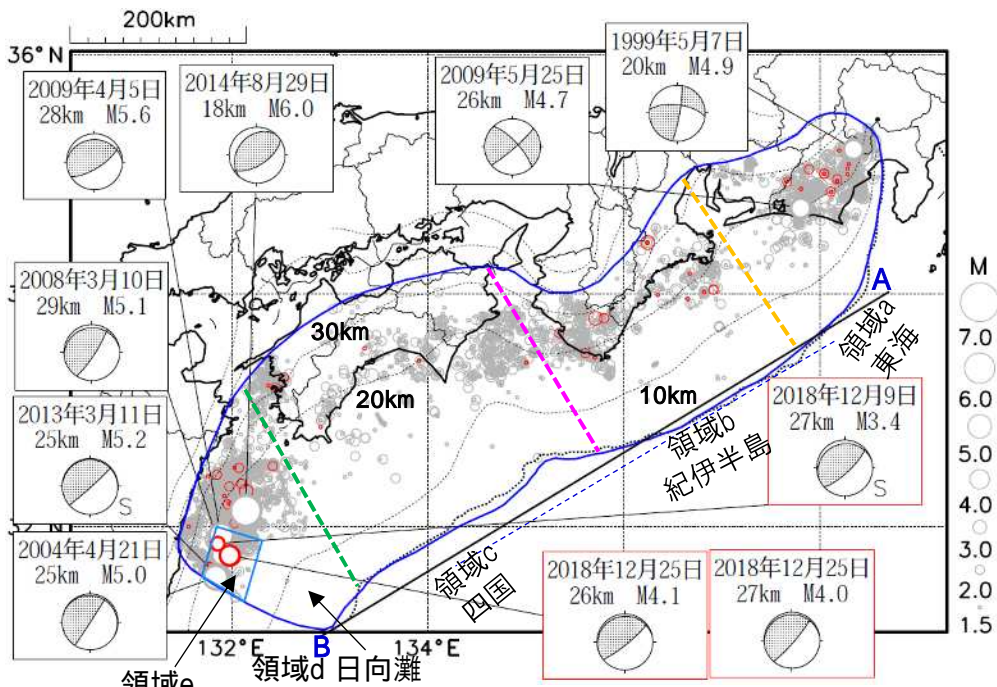 200km
36°N
1999年5月7日
20km M4.9
2009年4月5日
28km M5.6
2014年8月29日
18km M6.0
2009年5月25日
26km M4.7
2008年3月10日
29km M5.1
30km
20km
10km
A
領域a
東海
M
7.0
6.0
5.0
4.0
3.0
2.0
1.5
2013年3月11日
25km M5.2
S
領域b
紀伊半島
2018年12月9日
27km M3.4
S
32°N
2004年4月21日
25km M5.0
領域c
四国
2018年12月25日
26km M4.1
2018年12月25日
27km M4.0
132°E
B
134°E
領域e
領域d 日向灘